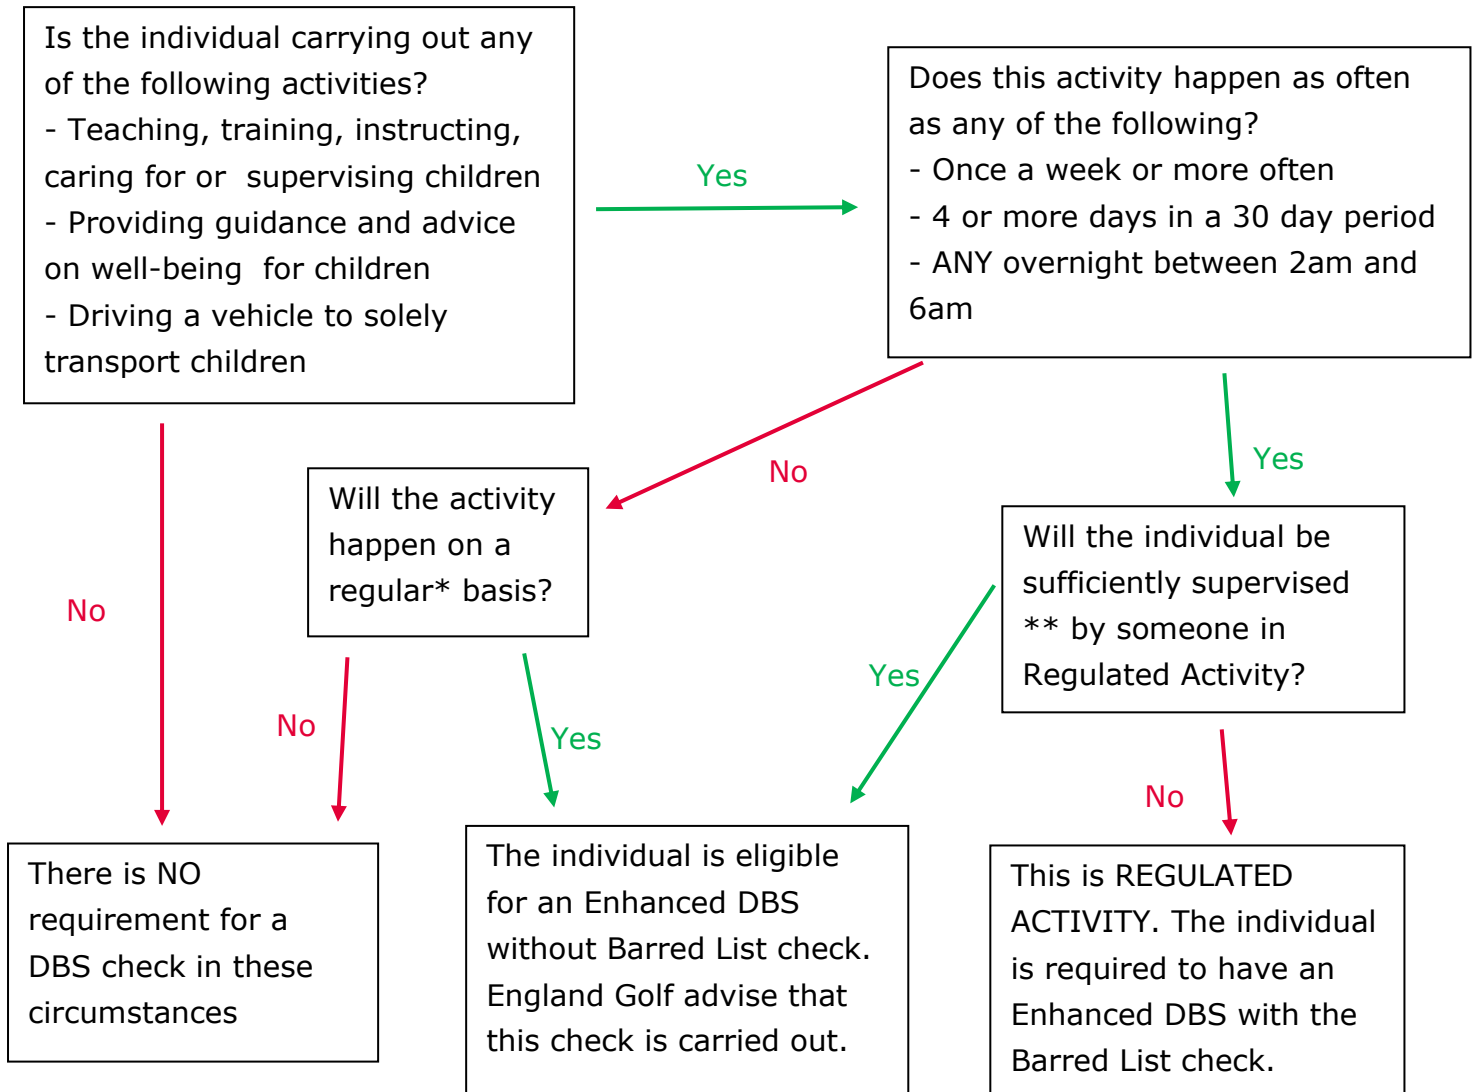 Is the individual carrying out any
of the following activities?
- Teaching, training, instructing,
caring for or  supervising children
- Providing guidance and advice
on well-being  for children
- Driving a vehicle to solely
transport children
Yes
Does this activity happen as often
as any of the following?
- Once a week or more often
- 4 or more days in a 30 day period
- ANY overnight between 2am and
6am
No
No
Yes
Will the activity
happen on a
regular* basis?
Will the individual be
sufficiently supervised
** by someone in
Regulated Activity?
No
Yes
Yes
No
There is NO
requirement for a
DBS check in these
circumstances
The individual is eligible
for an Enhanced DBS
without Barred List check.
England Golf advise that
this check is carried out.
This is REGULATED
ACTIVITY. The individual
is required to have an
Enhanced DBS with the
Barred List check.